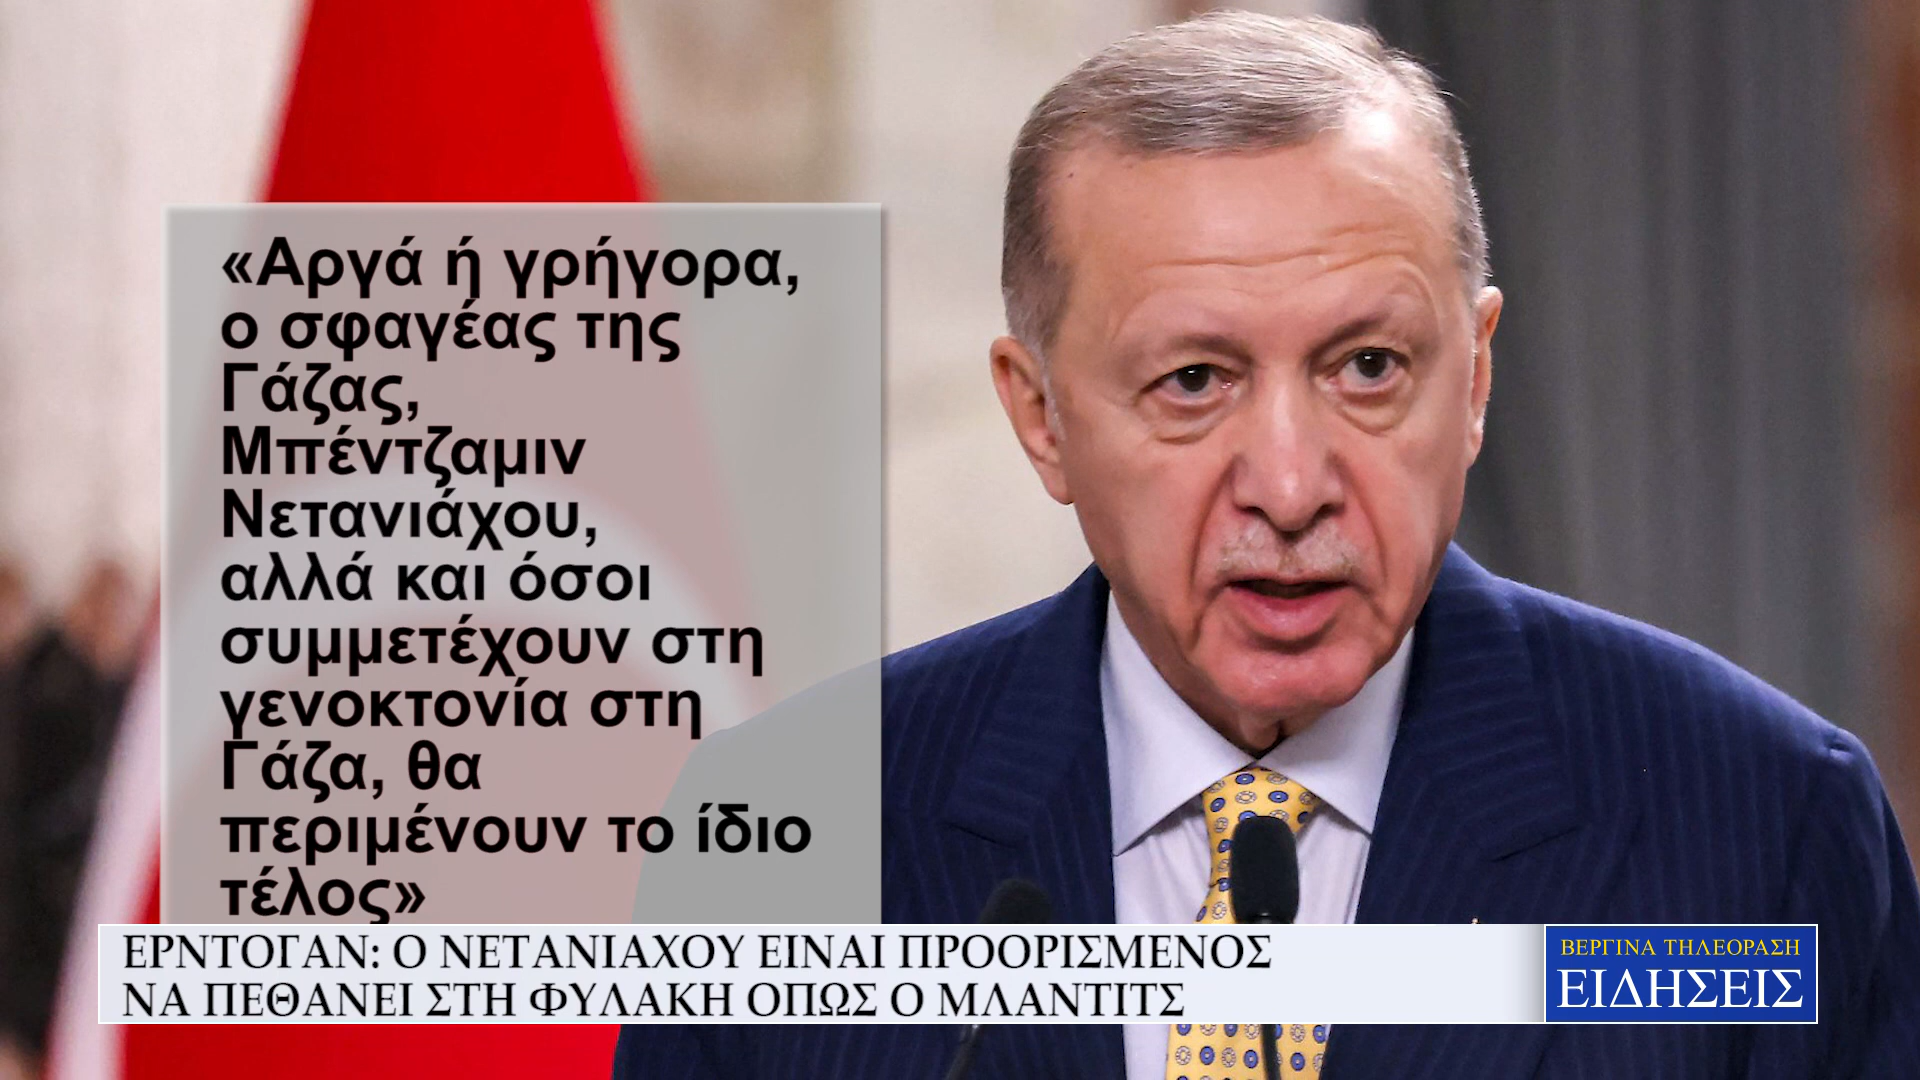 «Αργά ή γρήγορα,
ο σφαγέας της
Γάζας,
Μπέντζαμιν
Νετανιάχου,
αλλά και όσοι
συμμετέχουν στη
γενοκτονία στη
Γάζα, θα
περιμένουν το ίδιο
τέλος»
ΕΡΝΤΟΓΑΝ: Ο ΝΕΤΑΝΙΑΧΟΥ ΕΙΝΑΙ ΠΡΟΟΡΙΣΜΕΝΟΣ
ΝΑ ΠΕΘΑΝΕΙ ΣΤΗ ΦΥΛΑΚΗ ΟΠΩΣ Ο ΜΛΑΝΤΙΤΣ
ΒΕΡΓΙΝΑ ΤΗΛΕΟΡΑΣΗ
ΕΙΔΗΣΕΙΣ